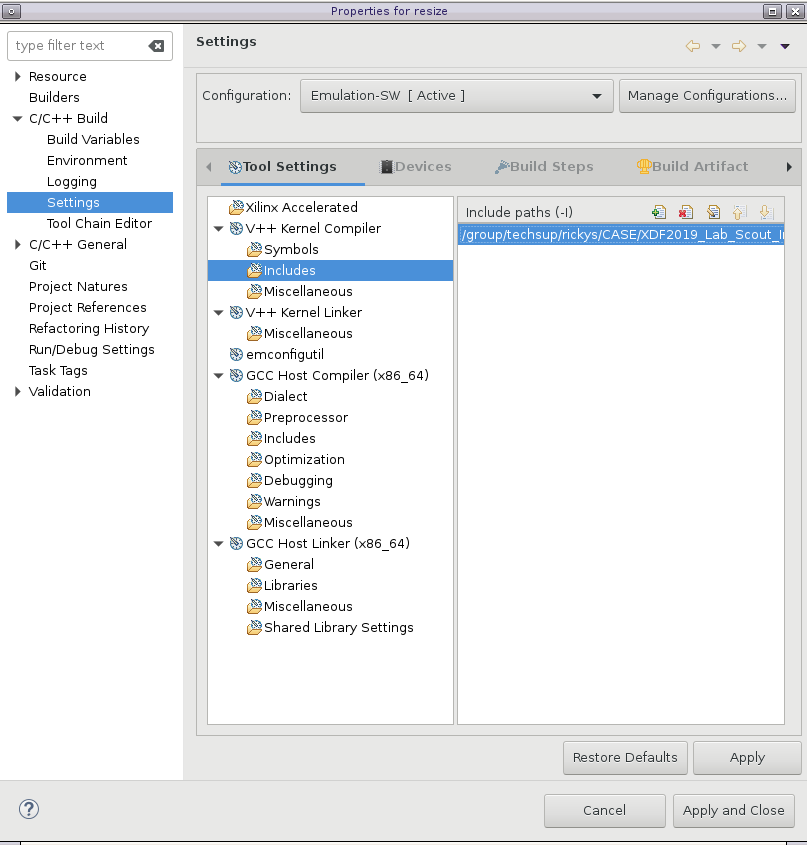 Properties for resize
type filter text
Resource
Builders
C/C++ Build
Build Variables
Environment
Logging
Settings
Tool Chain Editor
C/C++ General
Git
Project Natures
Project References
Refactoring History
Run/Debug Settings
Task Tags
Validation
Settings
Configuration:
Emulation-SW [ Active ]
Manage Configurations...
Tool Settings
Devices
Build Steps
Build Artifact
Xilinx Accelerated
V++ Kernel Compiler
Symbols
Includes
Miscellaneous
V++ Kernel Linker
Miscellaneous
emconfigutil
GCC Host Compiler (x86_64)
Dialect
Preprocessor
Includes
Optimization
Debugging
Warnings
Miscellaneous
GCC Host Linker (x86_64)
General
Libraries
Miscellaneous
Shared Library Settings
Include paths (-I)
/group/techsup/rickys/CASE/XDF2019_Lab_Scout_I
Restore Defaults
Apply
?
Cancel
Apply and Close